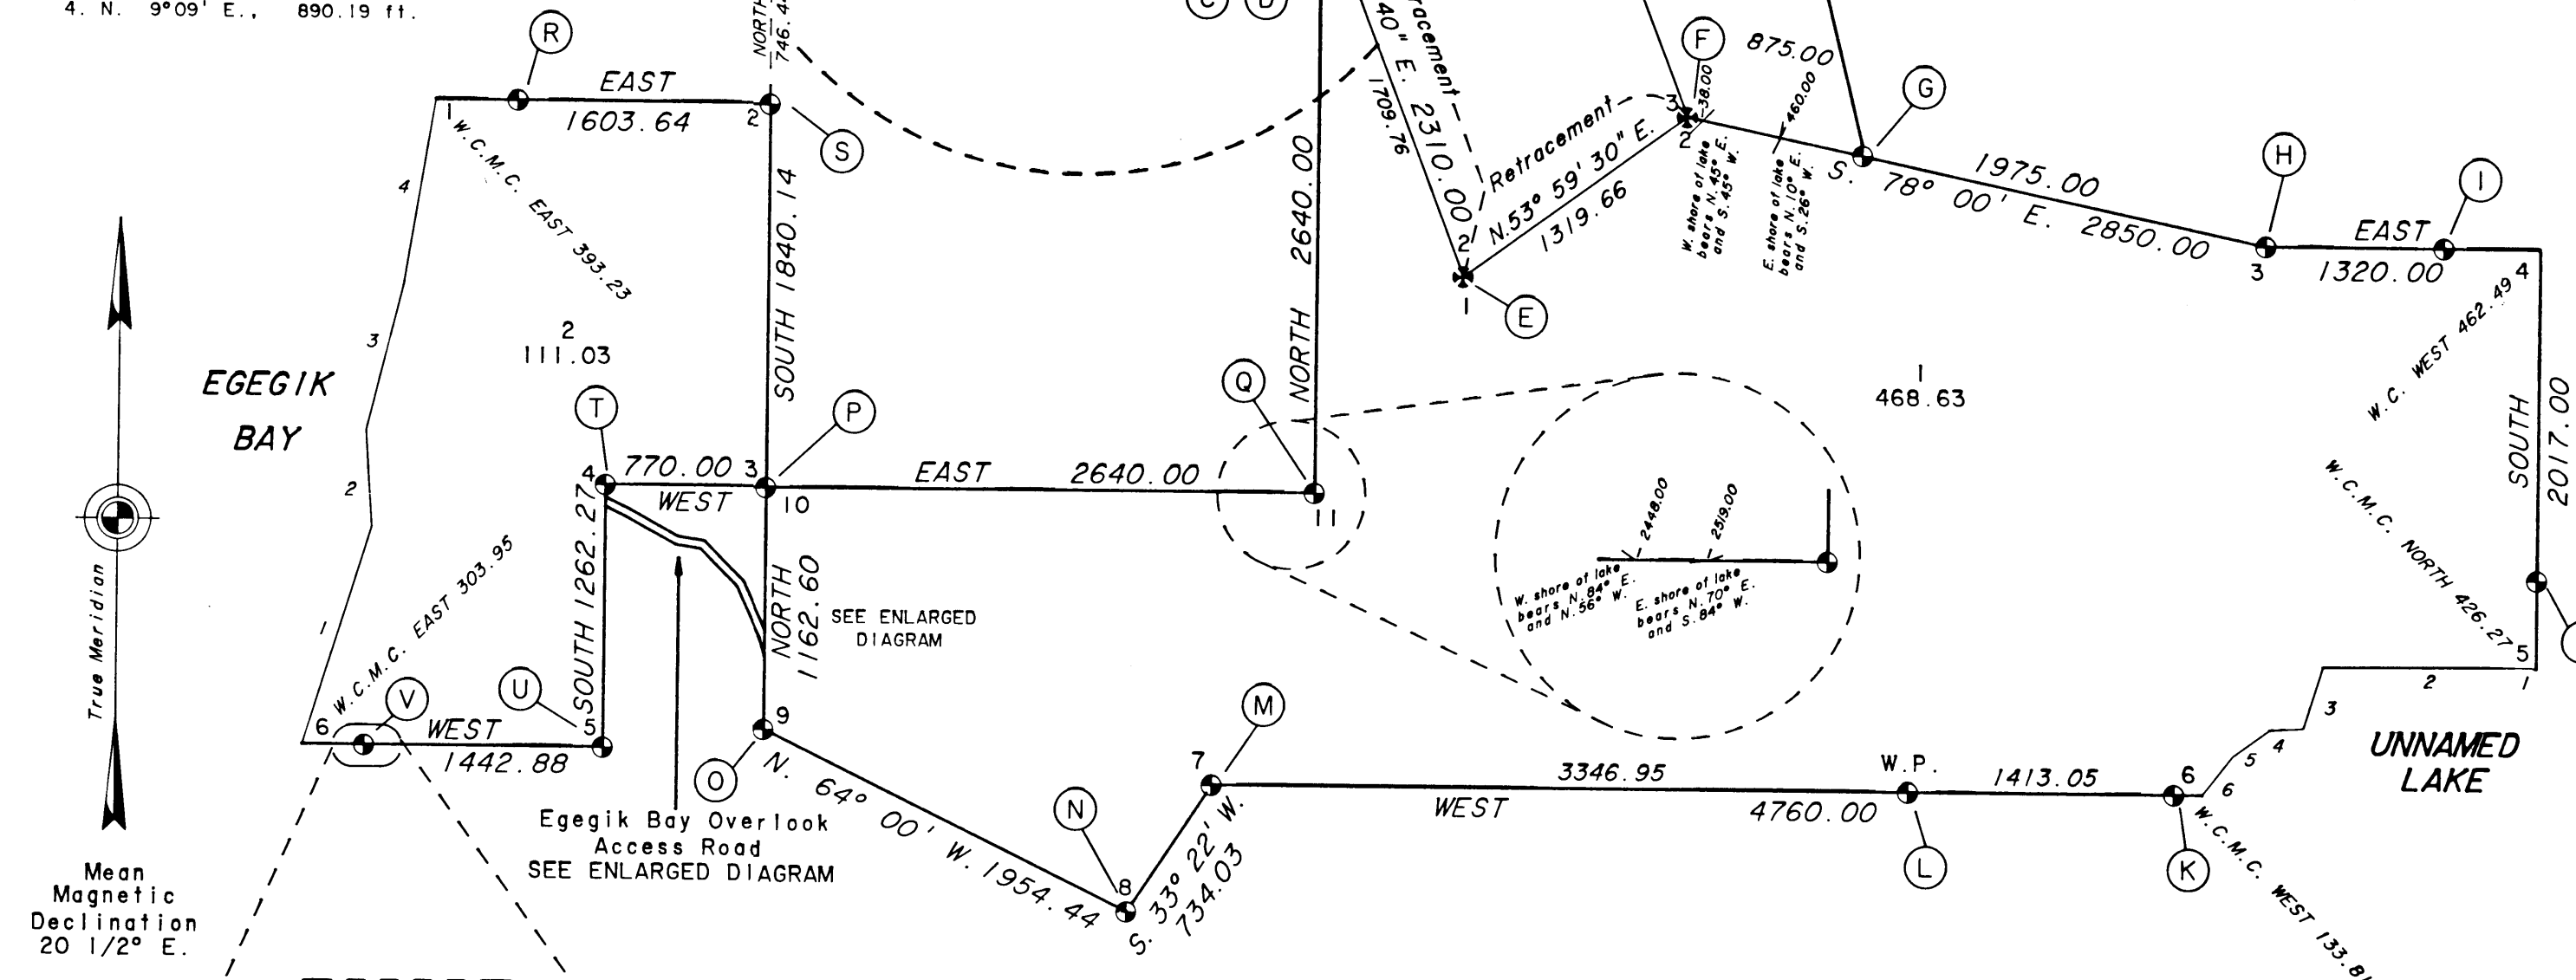 4. N. 9°09' E., 890.19 ft.
R
EAST
1603.64
1
2
S
NORTH
746.4
C D
40" E. 2310.00
1709.76
F
3
2
38.00
875.00
460.00
G
Retracement
N.53° 59' 30" E.
1319.66
W. shore of lake
bears N.45° E.
and S.45° W.
E. shore of lake
bears N.10° E.
and S.26° W.
S. 78° 00' E. 2850.00
1975.00
H
3
I
EAST
1320.00
4
2
1
E
W.C.M.C. EAST 393.23
4
3
2
1
SOUTH 1840.14
NORTH 2640.00
2
111.03
EGEGIK
BAY
True Meridian
T
4
770.00
WEST
3
10
P
EAST 2640.00
Q
11
1
468.63
W.C. WEST 462.49
SOUTH
2017.00
W.C.M.C. NORTH 426.27
5
1
2
3
4
5
6
2448.00
2519.00
W. shore of lake
bears N.84° E.
and N.56° W.
E. shore of lake
bears N.70° E.
and S.84° W.
W.C.M.C. EAST 303.95
SOUTH 1262.27
NORTH
1162.60
SEE ENLARGED
DIAGRAM
V
U
6
WEST
1442.88
5
9
O
N. 64° 00' W. 1954.44
Egegik Bay Overlook
Access Road
SEE ENLARGED DIAGRAM
M
7
N
8
S. 33° 22' W.
734.03
3346.95
WEST
4760.00
W.P.
1413.05
6
L
K
UNNAMED
LAKE
W.C.M.C. WEST
Mean
Magnetic
Declination
20 1/2° E.